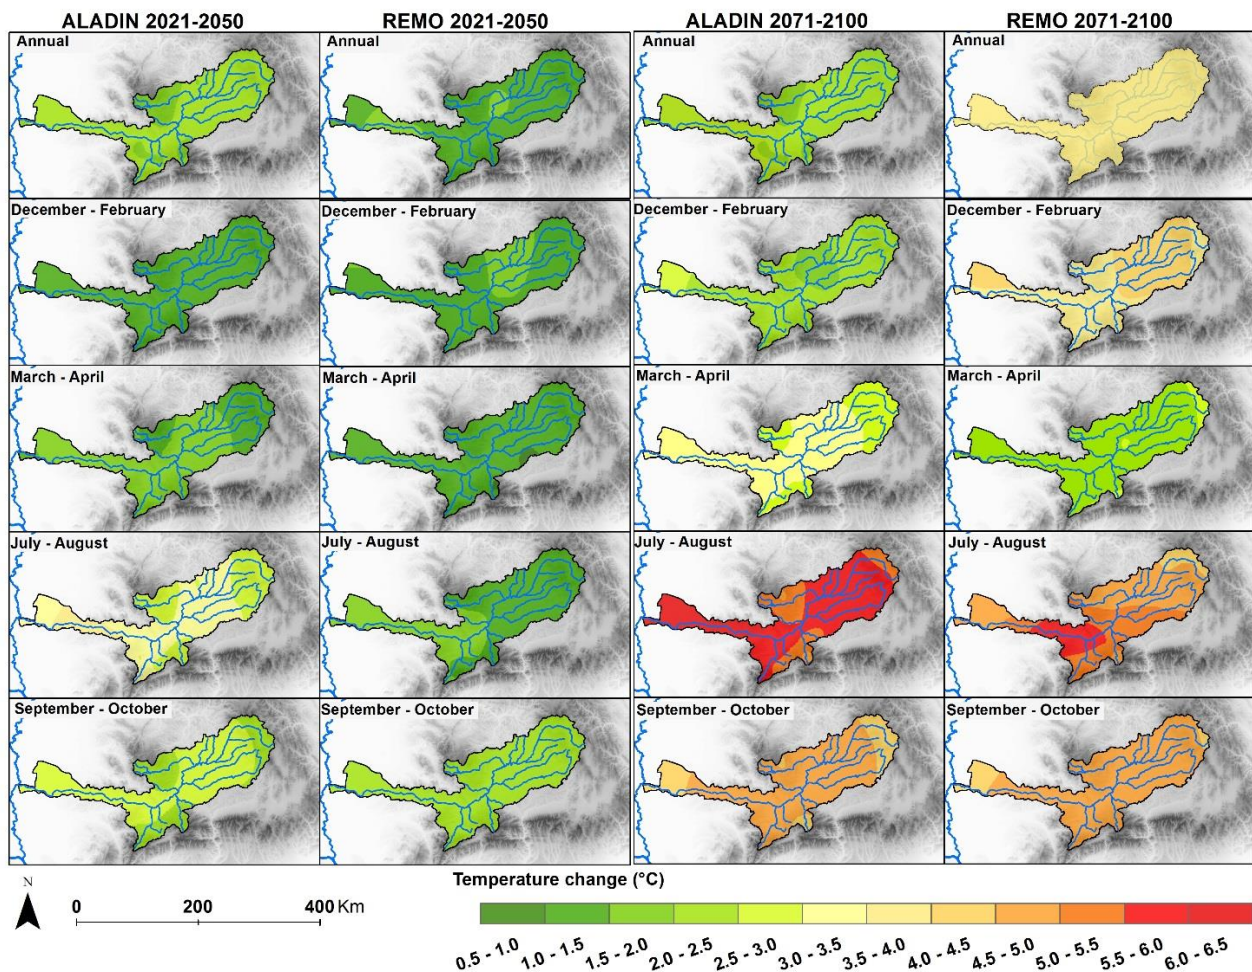 ALADIN 2021-2050 REMO 2021-2050 ALADIN 2071-2100 REMO 2071-2100
Annual Annual Annual Annual
December - February December - February December - February December - February
March - April March - April March - April March - April
July - August July - August July - August July - August
September - October September - October September - October September - October
Temperature change (°C)
N
0 200 400 Km
0.5 - 1.0 1.0 - 1.5 1.5 - 2.0 2.0 - 2.5 2.5 - 3.0 3.0 - 3.5 3.5 - 4.0 4.0 - 4.5 4.5 - 5.0 5.0 - 5.5 5.5 - 6.0 6.0 - 6.5